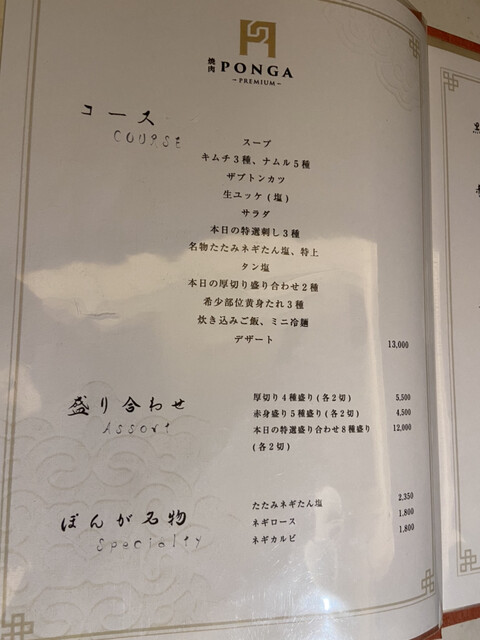 焼肉 PONGA
PREMIUM
コース
COURSE
スープ
キムチ3種、ナムル5種
ザブトンカツ
生ユッケ(塩)
サラダ
本日の特選刺し3種
名物たたみネギたん塩、特上
タン塩
本日の厚切り盛り合わせ2種
希少部位黄身たれ3種
炊き込みご飯、ミニ冷麺
デザート
13,000
盛り合わせ
Assort
厚切り4種盛り(各2切) 5,500
赤身盛り5種盛り(各2切) 4,500
本日の特選盛り合わせ8種盛り 12,000
(各2切)
ぽんが名物
Specialty
たたみネギたん塩 2,350
ネギロース 1,800
ネギカルビ 1,800